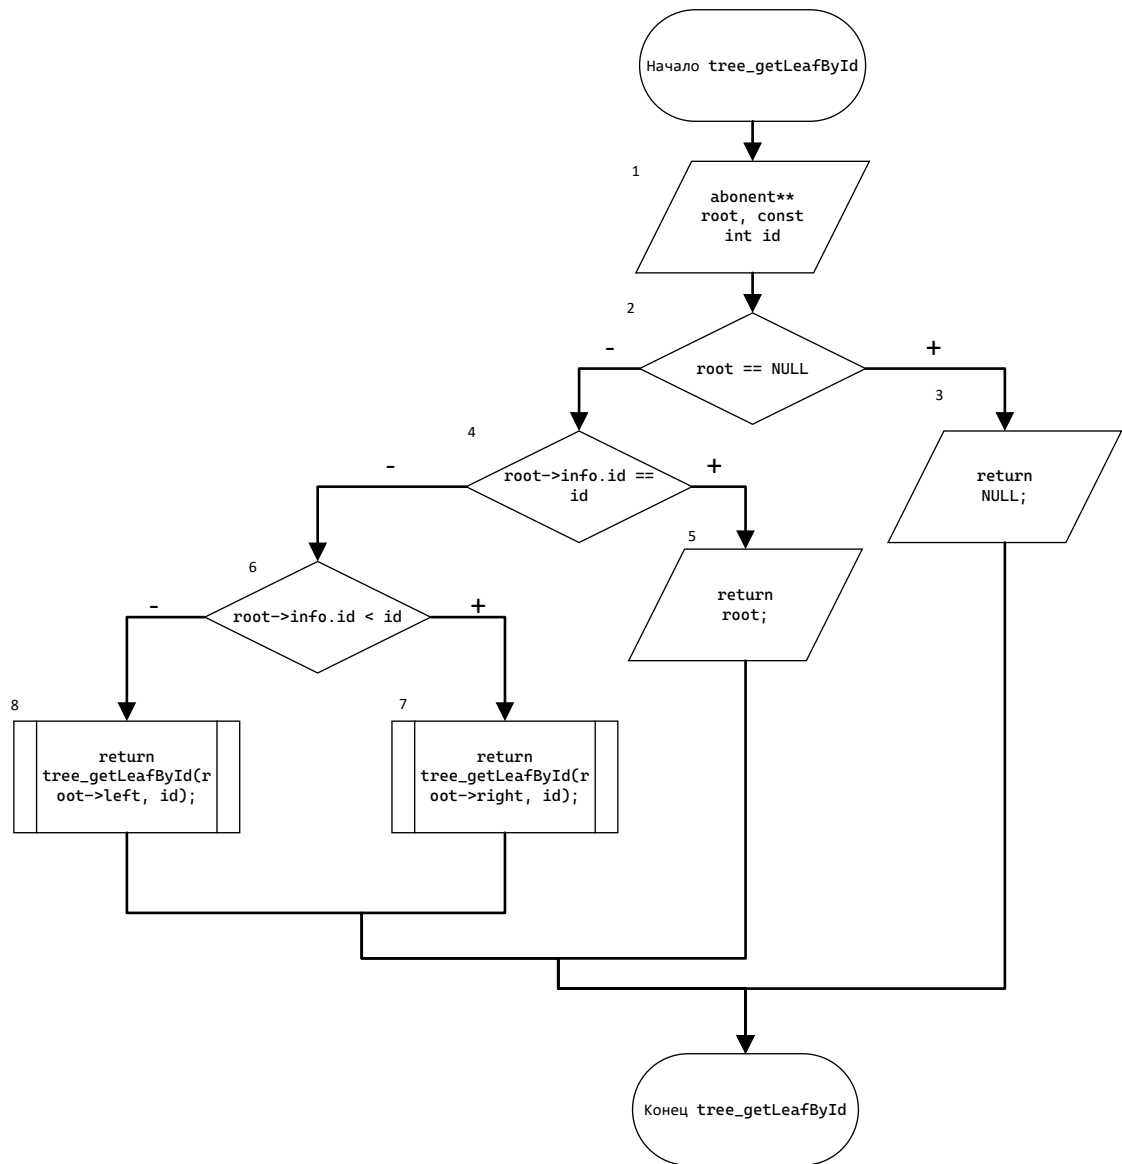 Начало tree_getLeafById
1
abonent**
root, const
int id
2
root == NULL
-
+
3
return
NULL;
4
root->info.id ==
id
-
+
5
return
root;
6
root->info.id < id
-
+
8
return
tree_getLeafById(r
oot->left, id);
7
return
tree_getLeafById(r
oot->right, id);
Конец tree_getLeafById